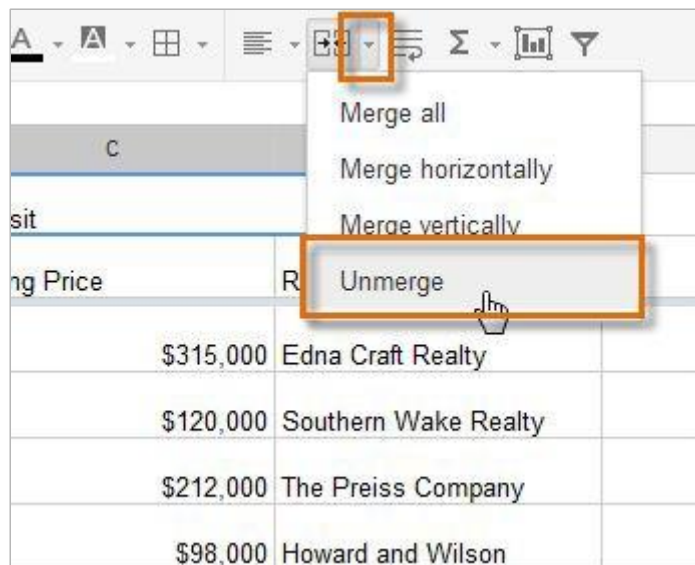 A A Σ
Merge all
C
Merge horizontally
sit
Merge vertically
ng Price R Unmerge
$315,000 Edna Craft Realty
$120,000 Southern Wake Realty
$212,000 The Preiss Company
$98,000 Howard and Wilson